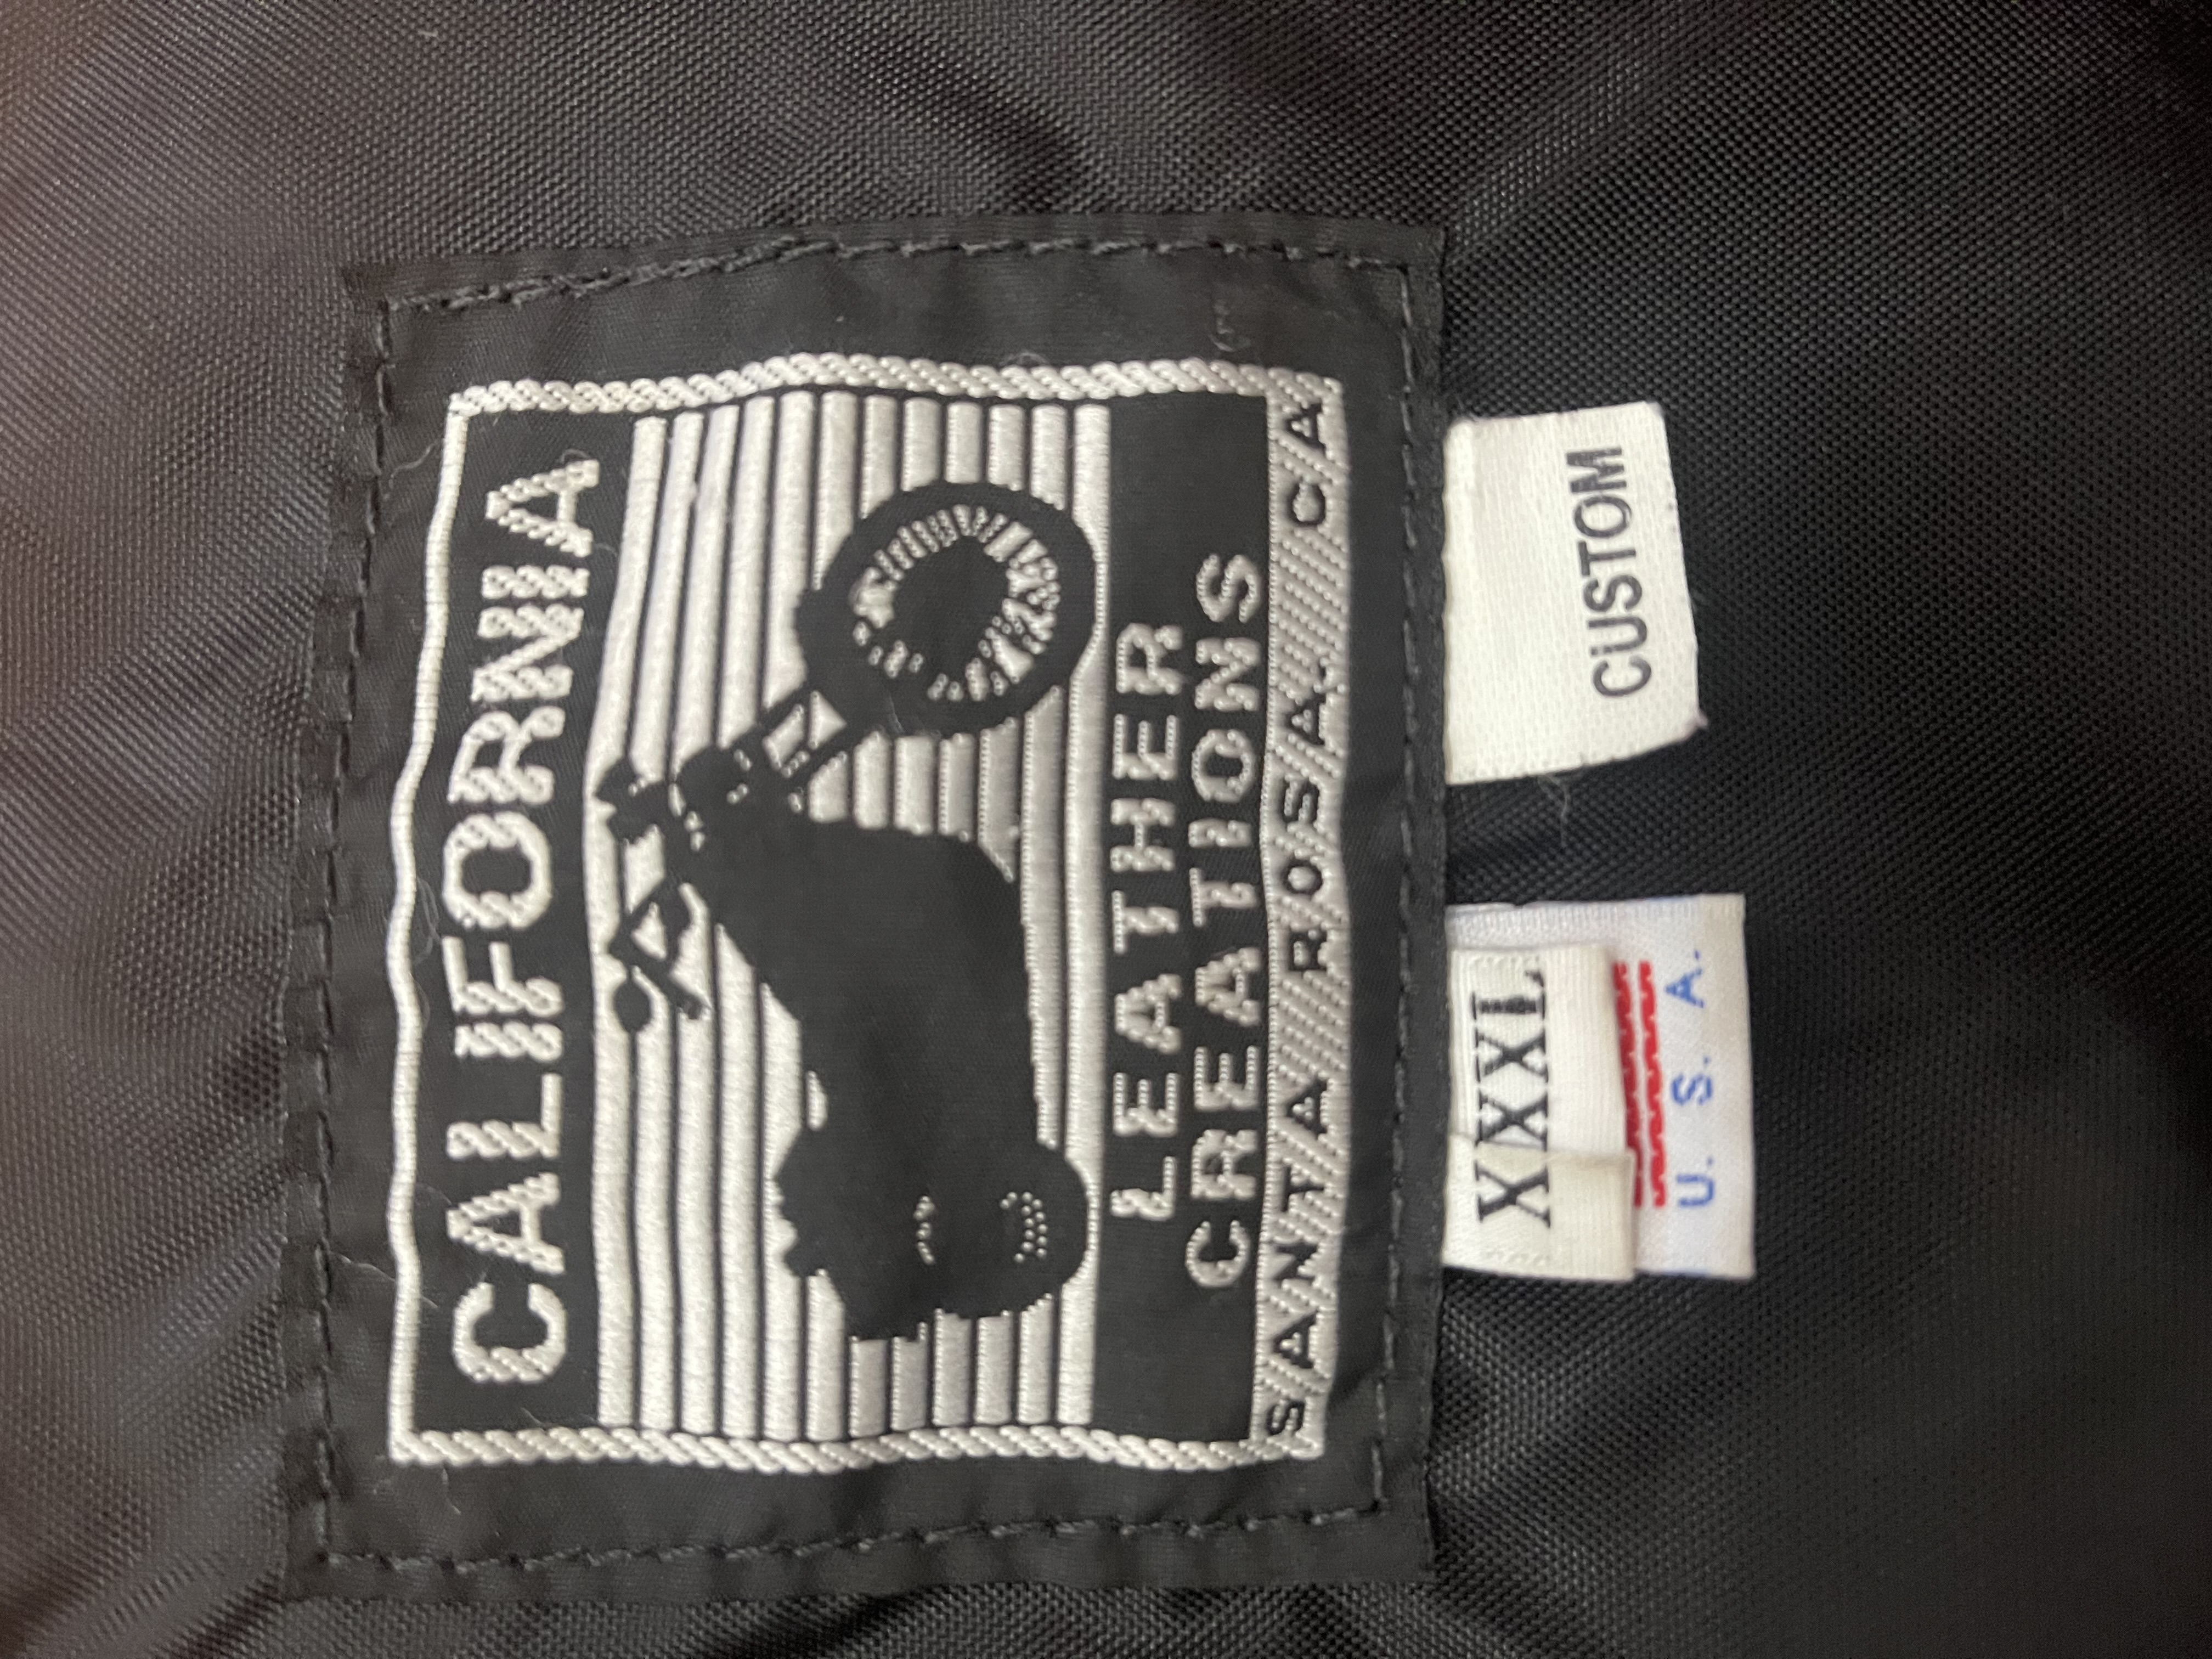 CALIFORNIA
LEATHER
CREATIONS
SANTA ROSA, CA
XXXL
U. S. A.
CUSTOM